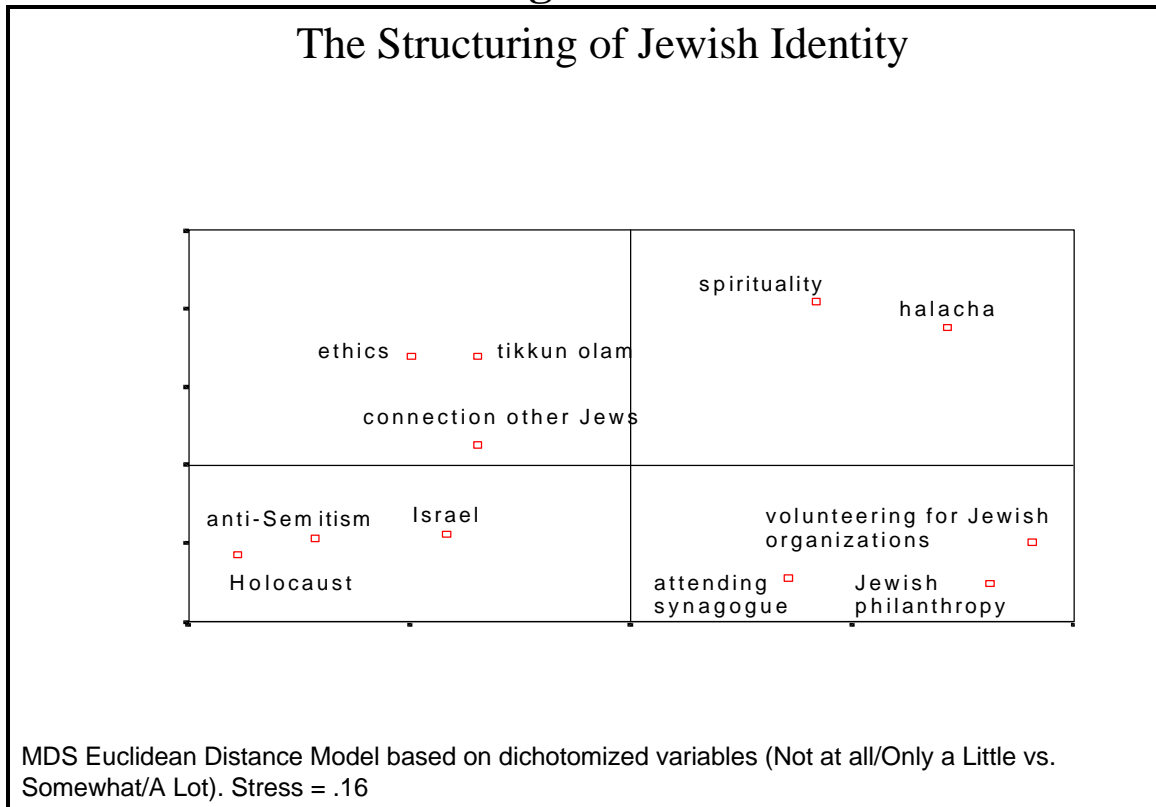 The Structuring of Jewish Identity
spirituality
halacha
ethics
tikkun olam
connection other Jews
anti-Semitism
Israel
volunteering for Jewish
organizations
Holocaust
attending
synagogue
Jewish
philanthropy
MDS Euclidean Distance Model based on dichotomized variables (Not at all/Only a Little vs.
Somewhat/A Lot). Stress = .16